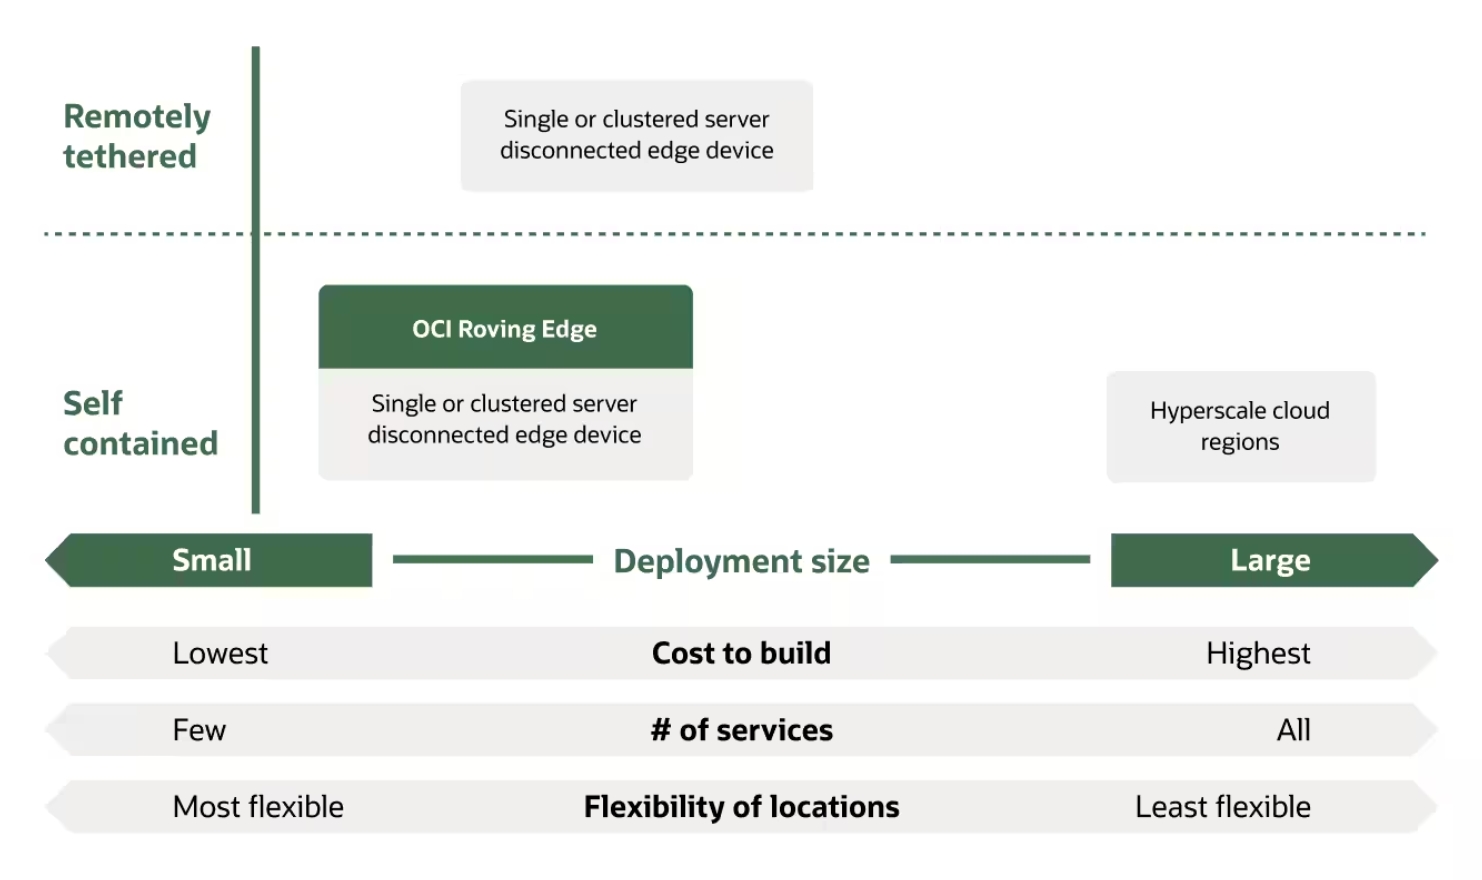 Remotely
tethered
Single or clustered server
disconnected edge device
OCI Roving Edge
Single or clustered server
disconnected edge device
Self
contained
Hyperscale cloud
regions
Small
Deployment size
Large
Lowest
Cost to build
Highest
Few
# of services
All
Most flexible
Flexibility of locations
Least flexible